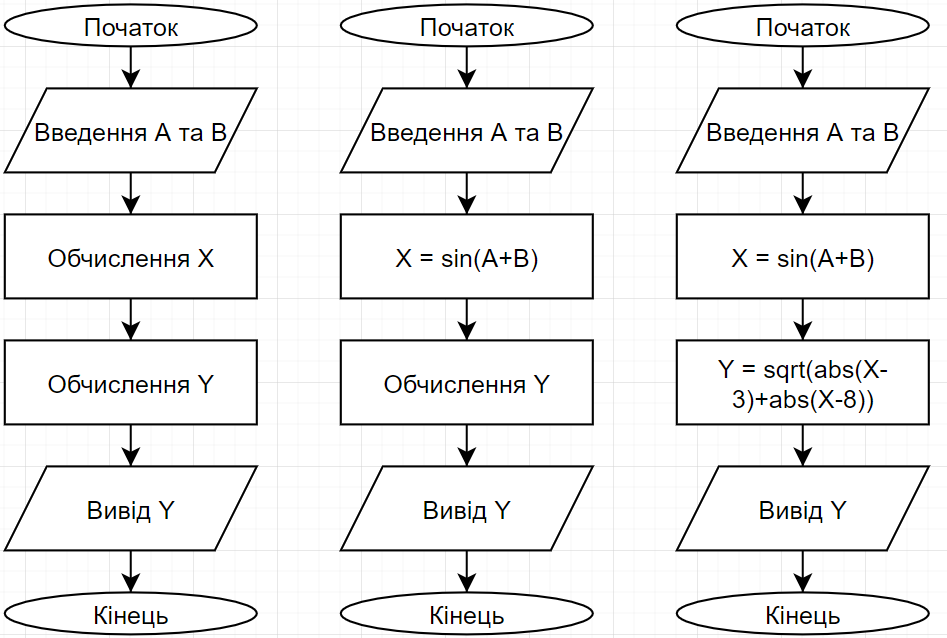 Початок
Введення A та B
Обчислення X
Обчислення Y
Вивід Y
Кінець
Початок
Введення A та B
X = sin(A+B)
Обчислення Y
Вивід Y
Кінець
Початок
Введення A та B
X = sin(A+B)
Y = sqrt(abs(X-
3)+abs(X-8))
Вивід Y
Кінець